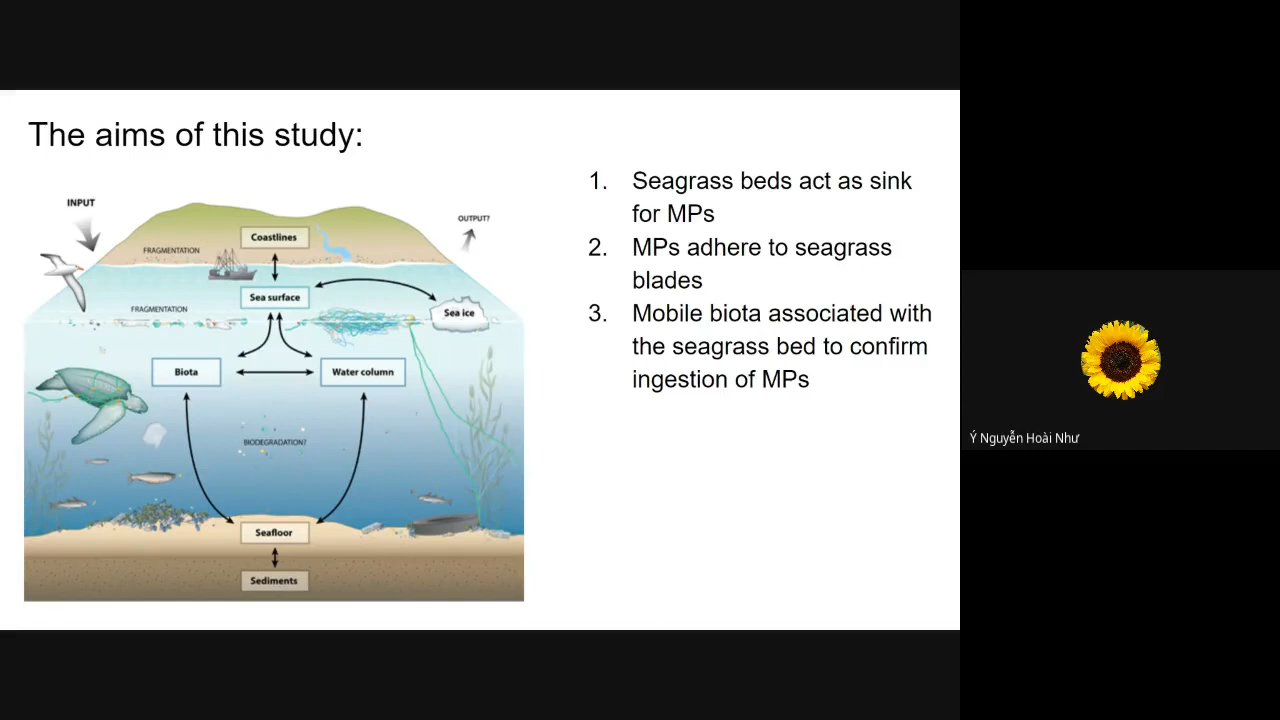 The aims of this study:
INPUT
OUTPUT?
Coastlines
FRAGMENTATION
Sea surface
FRAGMENTATION
Sea ice
Biota
Water column
BIODEGRADATION?
Seafloor
Sediments
1. Seagrass beds act as sink
for MPs
2. MPs adhere to seagrass
blades
3. Mobile biota associated with
the seagrass bed to confirm
ingestion of MPs
Ý Nguyễn Hoài Như